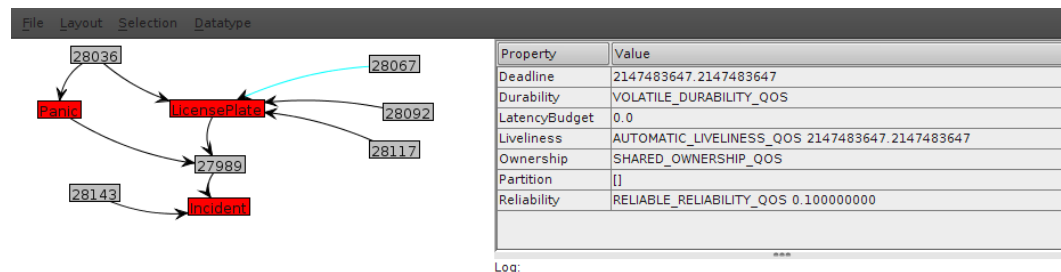 File Layout Selection Datatype
28036
28067
Panic
LicensePlate
28092
28117
27989
28143
Incident
Property Value
Deadline 2147483647.2147483647
Durability VOLATILE_DURABILITY_QOS
LatencyBudget 0.0
Liveliness AUTOMATIC_LIVELINESS_QOS 2147483647.2147483647
Ownership SHARED_OWNERSHIP_QOS
Partition []
Reliability RELIABLE_RELIABILITY_QOS 0.100000000
Log: